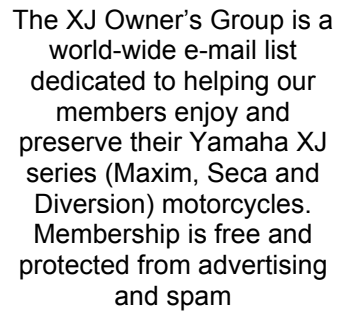 The XJ Owner’s Group is a
world-wide e-mail list
dedicated to helping our
members enjoy and
preserve their Yamaha XJ
series (Maxim, Seca and
Diversion) motorcycles.
Membership is free and
protected from advertising
and spam